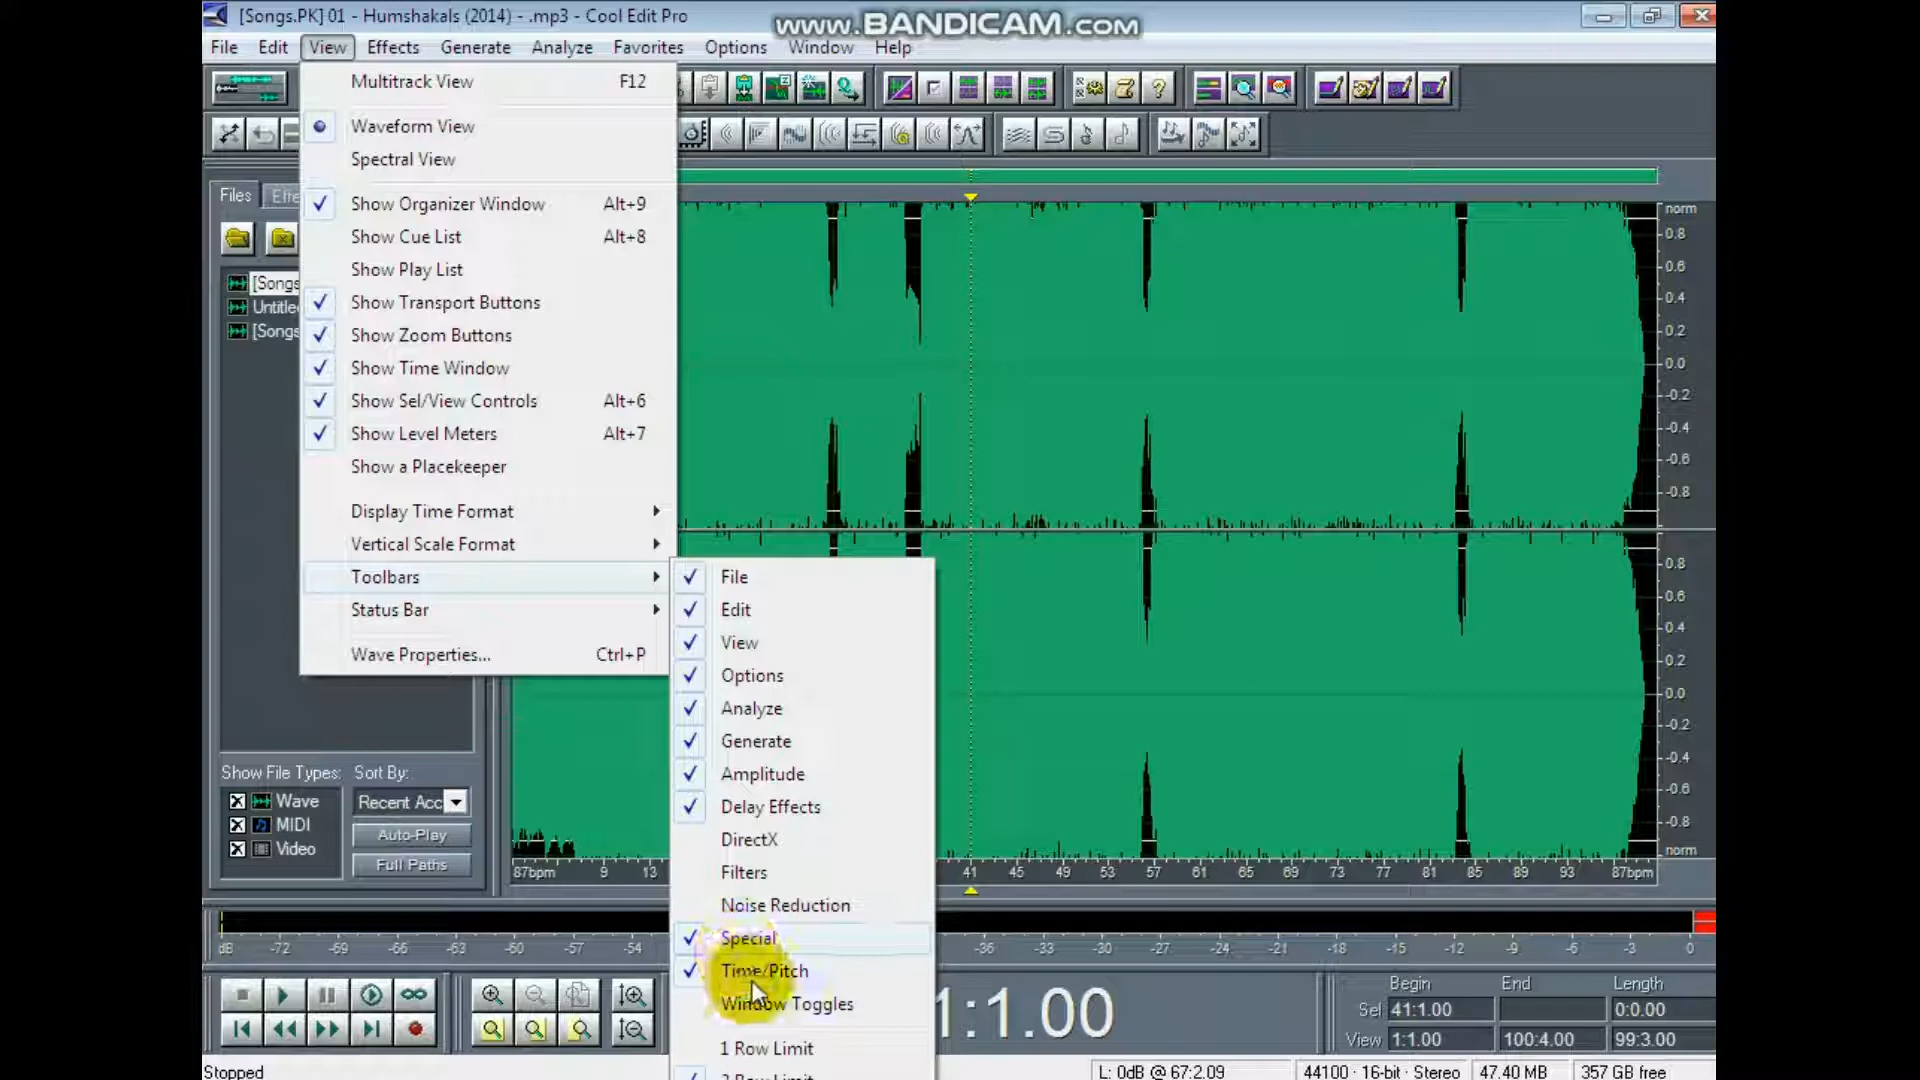 [Songs.PK] 01 - Humshakals (2014) - .mp3 - Cool Edit Pro
www.BANDICAM.com
File Edit View Effects Generate Analyze Favorites Options Window Help
Multitrack View F12
Waveform View
Spectral View
Show Organizer Window Alt+9
Show Cue List Alt+8
Show Play List
Show Transport Buttons
Show Zoom Buttons
Show Time Window
Show Sel/View Controls Alt+6
Show Level Meters Alt+7
Show a Placekeeper
Display Time Format
Vertical Scale Format
Toolbars
Status Bar
Wave Properties... Ctrl+P
File
Edit
View
Options
Analyze
Generate
Amplitude
Delay Effects
DirectX
Filters
Noise Reduction
Special
Time/Pitch
Window Toggles
1 Row Limit
Files
[Songs
[Songs
Show File Types: Sort By:
Wave
MIDI
Video
Recent Acc
Auto-Play
Full Paths
norm
0.8
0.6
0.4
0.2
0.0
-0.2
-0.4
-0.6
-0.8
0.8
0.6
0.4
0.2
0.0
-0.2
-0.4
-0.6
-0.8
norm
87bpm 9 13 41 45 49 53 57 61 65 69 73 77 81 85 89 93 87bpm
dB -72 -69 -66 -63 -60 -57 -54 -36 -33 -30 -27 -24 -21 -18 -15 -12 -9 -6 -3 0
1:1.00
Begin End Length
Sel 41:1.00 0:0.00
View 1:1.00 100:4.00 99:3.00
Stopped
L: 0dB @ 67:2.09
44100 · 16-bit · Stereo
47.40 MB
357 GB free